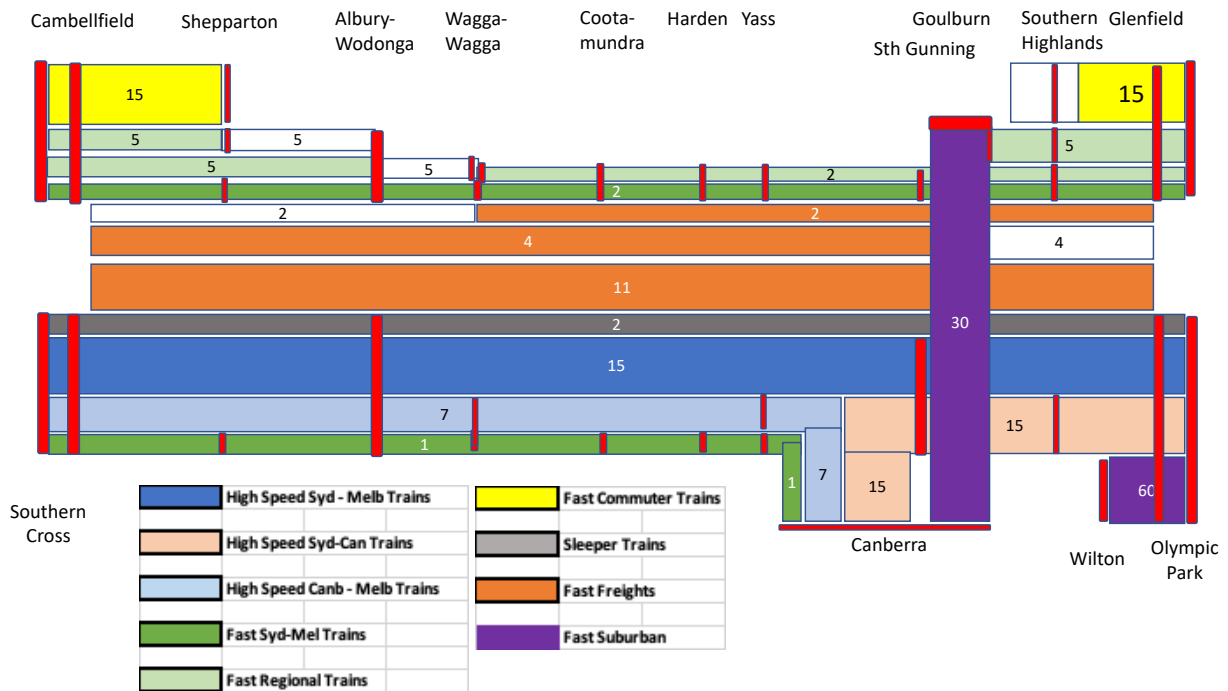 Cambellfield
Shepparton
Albury-
Wodonga
Wagga-
Wagga
Coota-
mundra
Harden
Yass
Goulburn
Sth Gunning
Southern
Highlands
Glenfield
15
15
5
5
5
5
5
2
2
2
2
4
4
11
2
30
15
7
15
1
1
7
15
60
Southern
Cross
Canberra
Wilton
Olympic
Park
High Speed Syd - Melb Trains
High Speed Syd-Can Trains
High Speed Canb - Melb Trains
Fast Syd-Mel Trains
Fast Regional Trains
Fast Commuter Trains
Sleeper Trains
Fast Freights
Fast Suburban